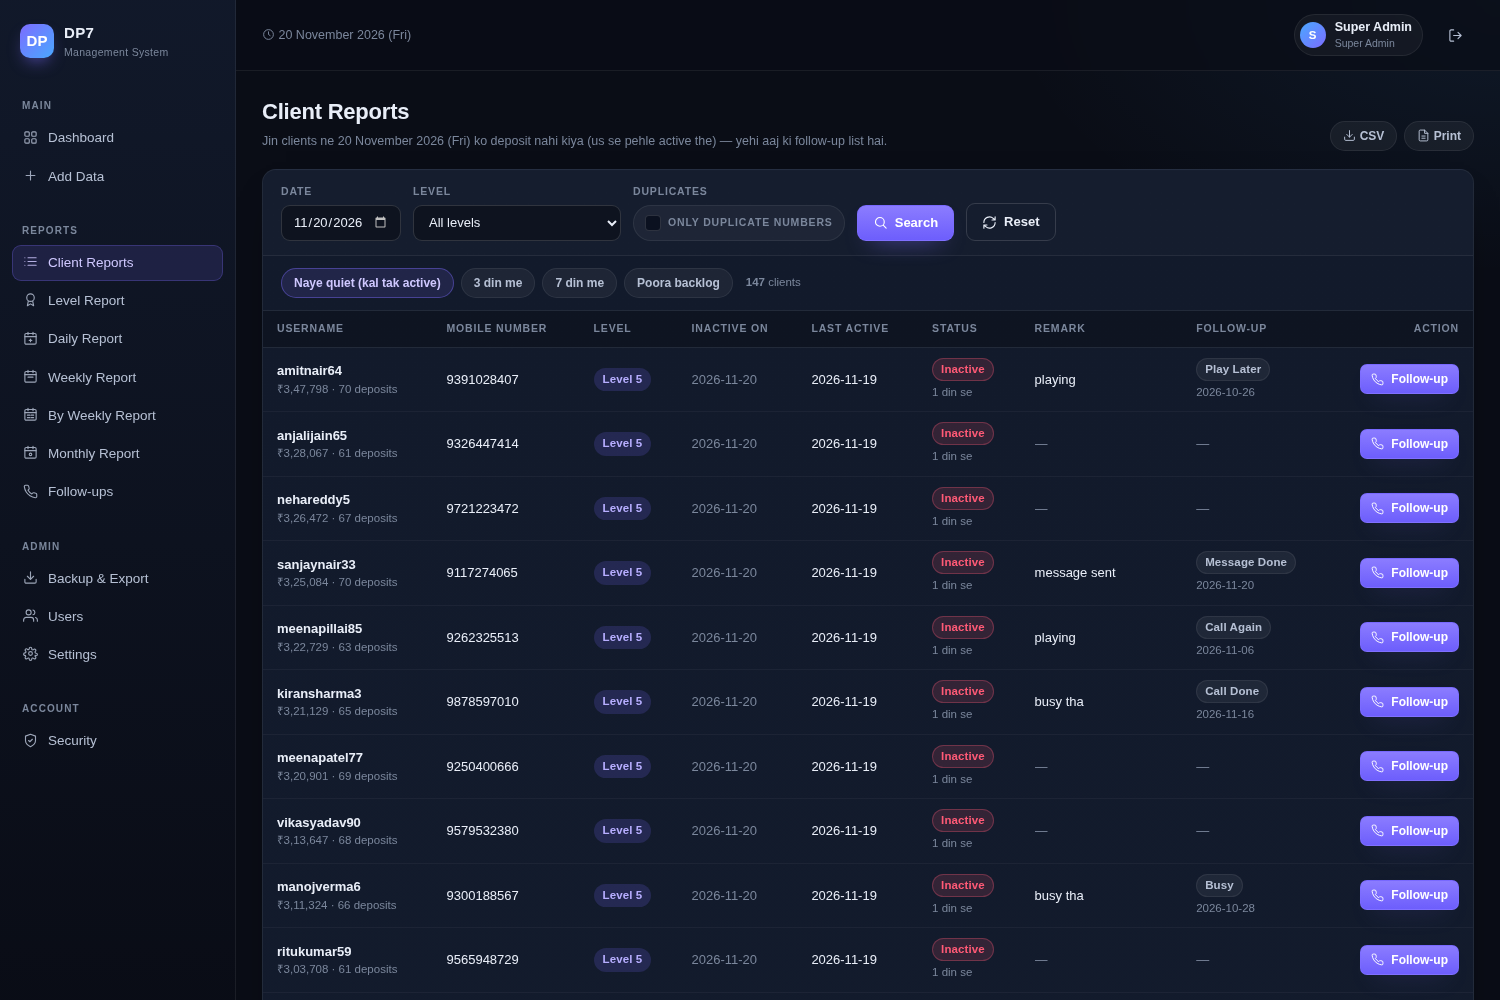 DP
DP7
Management System
MAIN
Dashboard
Add Data
REPORTS
Client Reports
Level Report
Daily Report
Weekly Report
By Weekly Report
Monthly Report
Follow-ups
ADMIN
Backup & Export
Users
Settings
ACCOUNT
Security
20 November 2026 (Fri)
S
Super Admin
Super Admin
Client Reports
Jin clients ne 20 November 2026 (Fri) ko deposit nahi kiya (us se pehle active the) — yehi aaj ki follow-up list hai.
CSV
Print
DATE
LEVEL
DUPLICATES
11/20/2026
All levels
ONLY DUPLICATE NUMBERS
Search
Reset
Naye quiet (kal tak active)
3 din me
7 din me
Poora backlog
147 clients
USERNAME MOBILE NUMBER LEVEL INACTIVE ON LAST ACTIVE STATUS REMARK FOLLOW-UP ACTION
amitnair64
₹3,47,798 · 70 deposits
9391028407
Level 5
2026-11-20
2026-11-19
Inactive
1 din se
playing
Play Later
2026-10-26
Follow-up
anjalijain65
₹3,28,067 · 61 deposits
9326447414
Level 5
2026-11-20
2026-11-19
Inactive
1 din se
—
—
Follow-up
nehareddy5
₹3,26,472 · 67 deposits
9721223472
Level 5
2026-11-20
2026-11-19
Inactive
1 din se
—
—
Follow-up
sanjaynair33
₹3,25,084 · 70 deposits
9117274065
Level 5
2026-11-20
2026-11-19
Inactive
1 din se
message sent
Message Done
2026-11-20
Follow-up
meenapillai85
₹3,22,729 · 63 deposits
9262325513
Level 5
2026-11-20
2026-11-19
Inactive
1 din se
playing
Call Again
2026-11-06
Follow-up
kiransharma3
₹3,21,129 · 65 deposits
9878597010
Level 5
2026-11-20
2026-11-19
Inactive
1 din se
busy tha
Call Done
2026-11-16
Follow-up
meenapatel77
₹3,20,901 · 69 deposits
9250400666
Level 5
2026-11-20
2026-11-19
Inactive
1 din se
—
—
Follow-up
vikasyadav90
₹3,13,647 · 68 deposits
9579532380
Level 5
2026-11-20
2026-11-19
Inactive
1 din se
—
—
Follow-up
manojverma6
₹3,11,324 · 66 deposits
9300188567
Level 5
2026-11-20
2026-11-19
Inactive
1 din se
busy tha
Busy
2026-10-28
Follow-up
ritukumar59
₹3,03,708 · 61 deposits
9565948729
Level 5
2026-11-20
2026-11-19
Inactive
1 din se
—
—
Follow-up